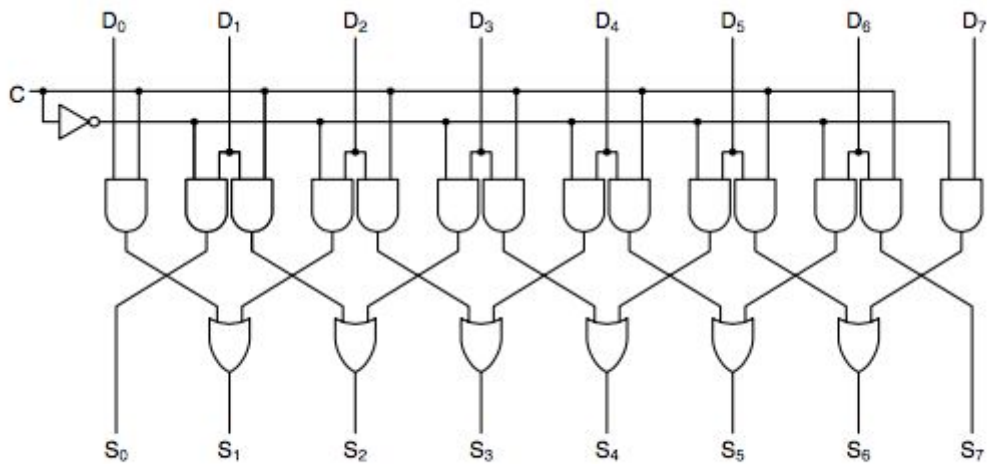 D₀ D₁ D₂ D₃ D₄ D₅ D₆ D₇
C
S₀ S₁ S₂ S₃ S₄ S₅ S₆ S₇